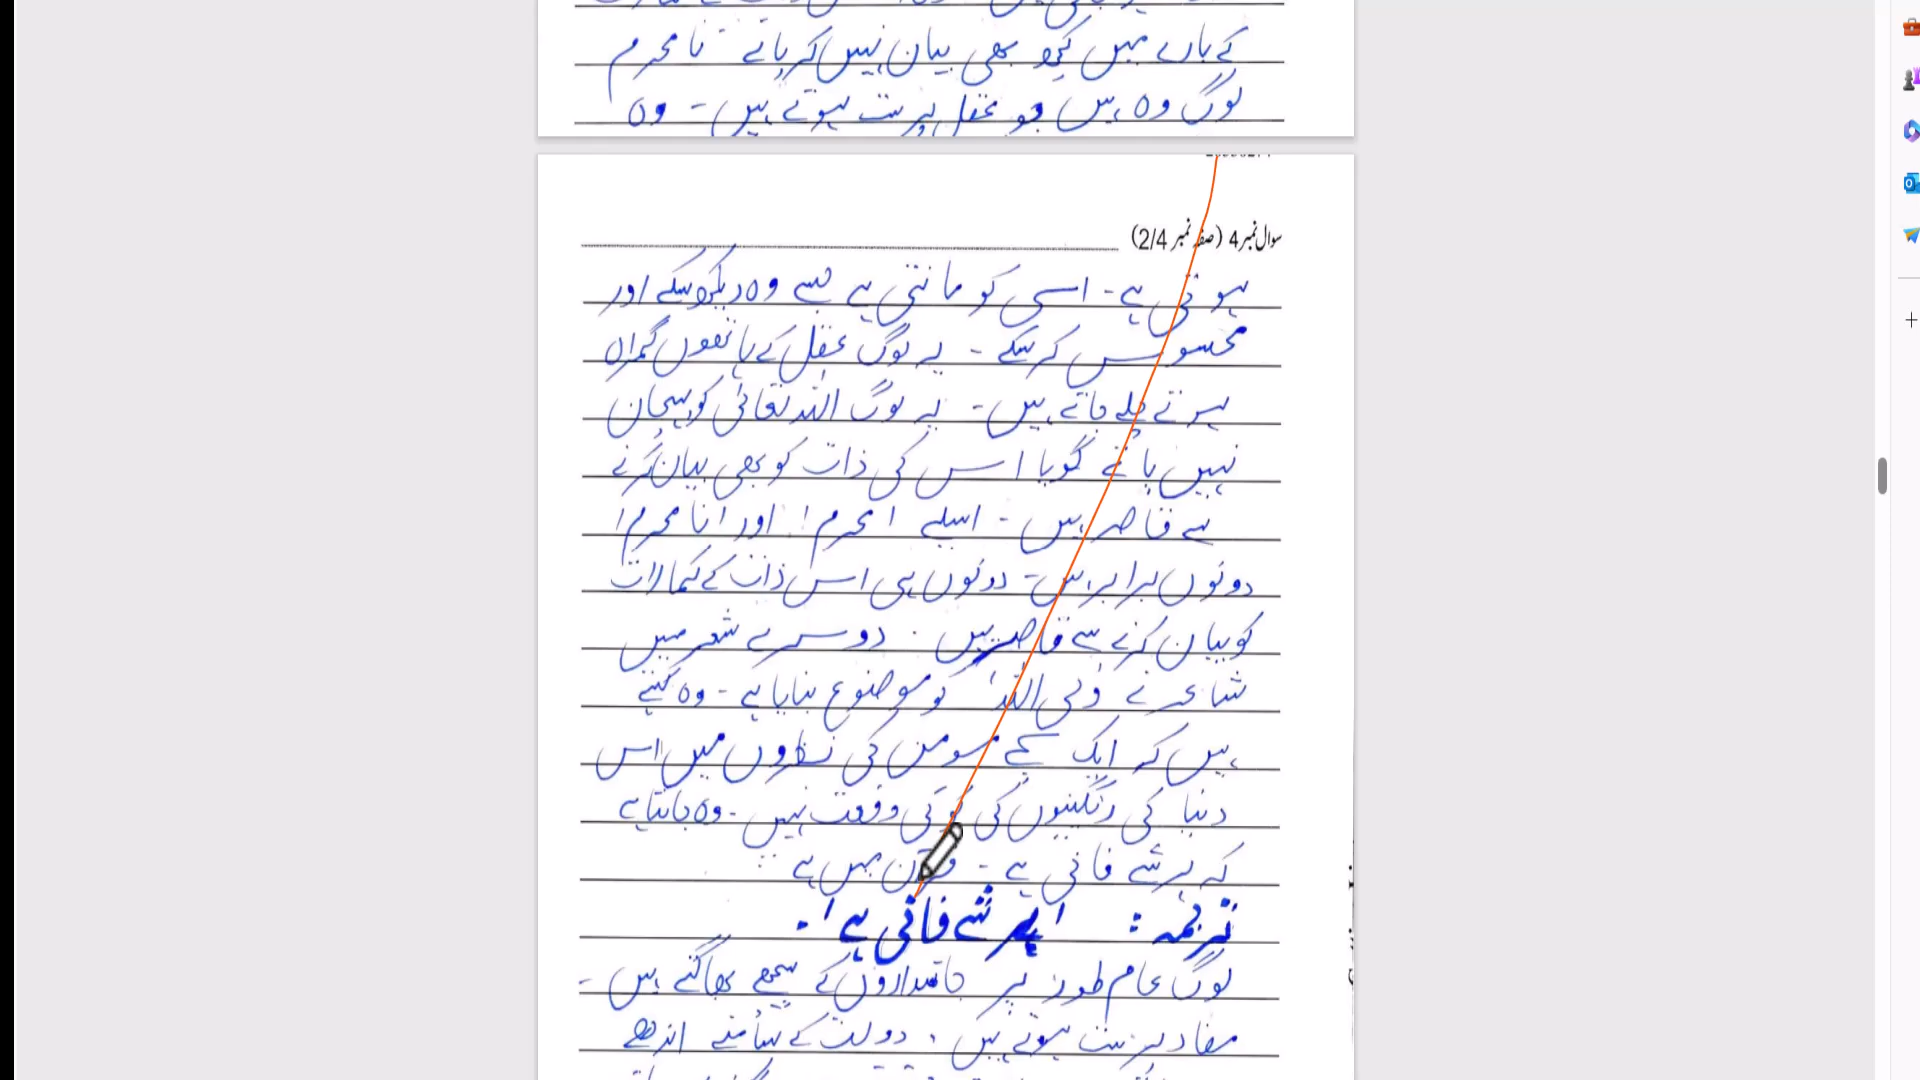 کے بارے میں کچھ بھی بیان نہیں کر پاتے نا محرم
لوگ وہ ہیں جو عقل پرست ہوتے ہیں - وہ
سوال نمبر 4 (صفحہ نمبر 2/4)
ہوتی ہے - اسی کو مانتی ہے جسے وہ دیکھ سکے اور
محسوس کر سکے - یہ لوگ عقل کے ہاتھوں گمراہ
ہوتے چلے جاتے ہیں - یہ لوگ اللہ تعالیٰ کو پہچان
نہیں پاتے گویا اس کی ذات کو بھی بیان کرنے
سے قاصر ہیں - اسلیے 'محرم' اور 'نا محرم'
دونوں برابر ہیں - دونوں ہی اس ذات کے کمالات
کو بیان کرنے سے قاصر ہیں . دوسرے شعر میں
شاعر نے 'ولی اللہ' کو موضوع بنایا ہے - وہ کہتے
ہیں کہ ایک سچے مومن کی نظروں میں اس
دنیا کی رنگینیوں کی کوئی وقعت نہیں - وہ جانتا ہے
کہ ہر شے فانی ہے - قرآن میں ہے
ترجمہ : 'ہر شے فانی ہے' .
لوگ عام طور پر جائدادوں کے پیچھے بھاگتے ہیں -
مفاد پرست ہوتے ہیں ، دولت کے سامنے اندھے